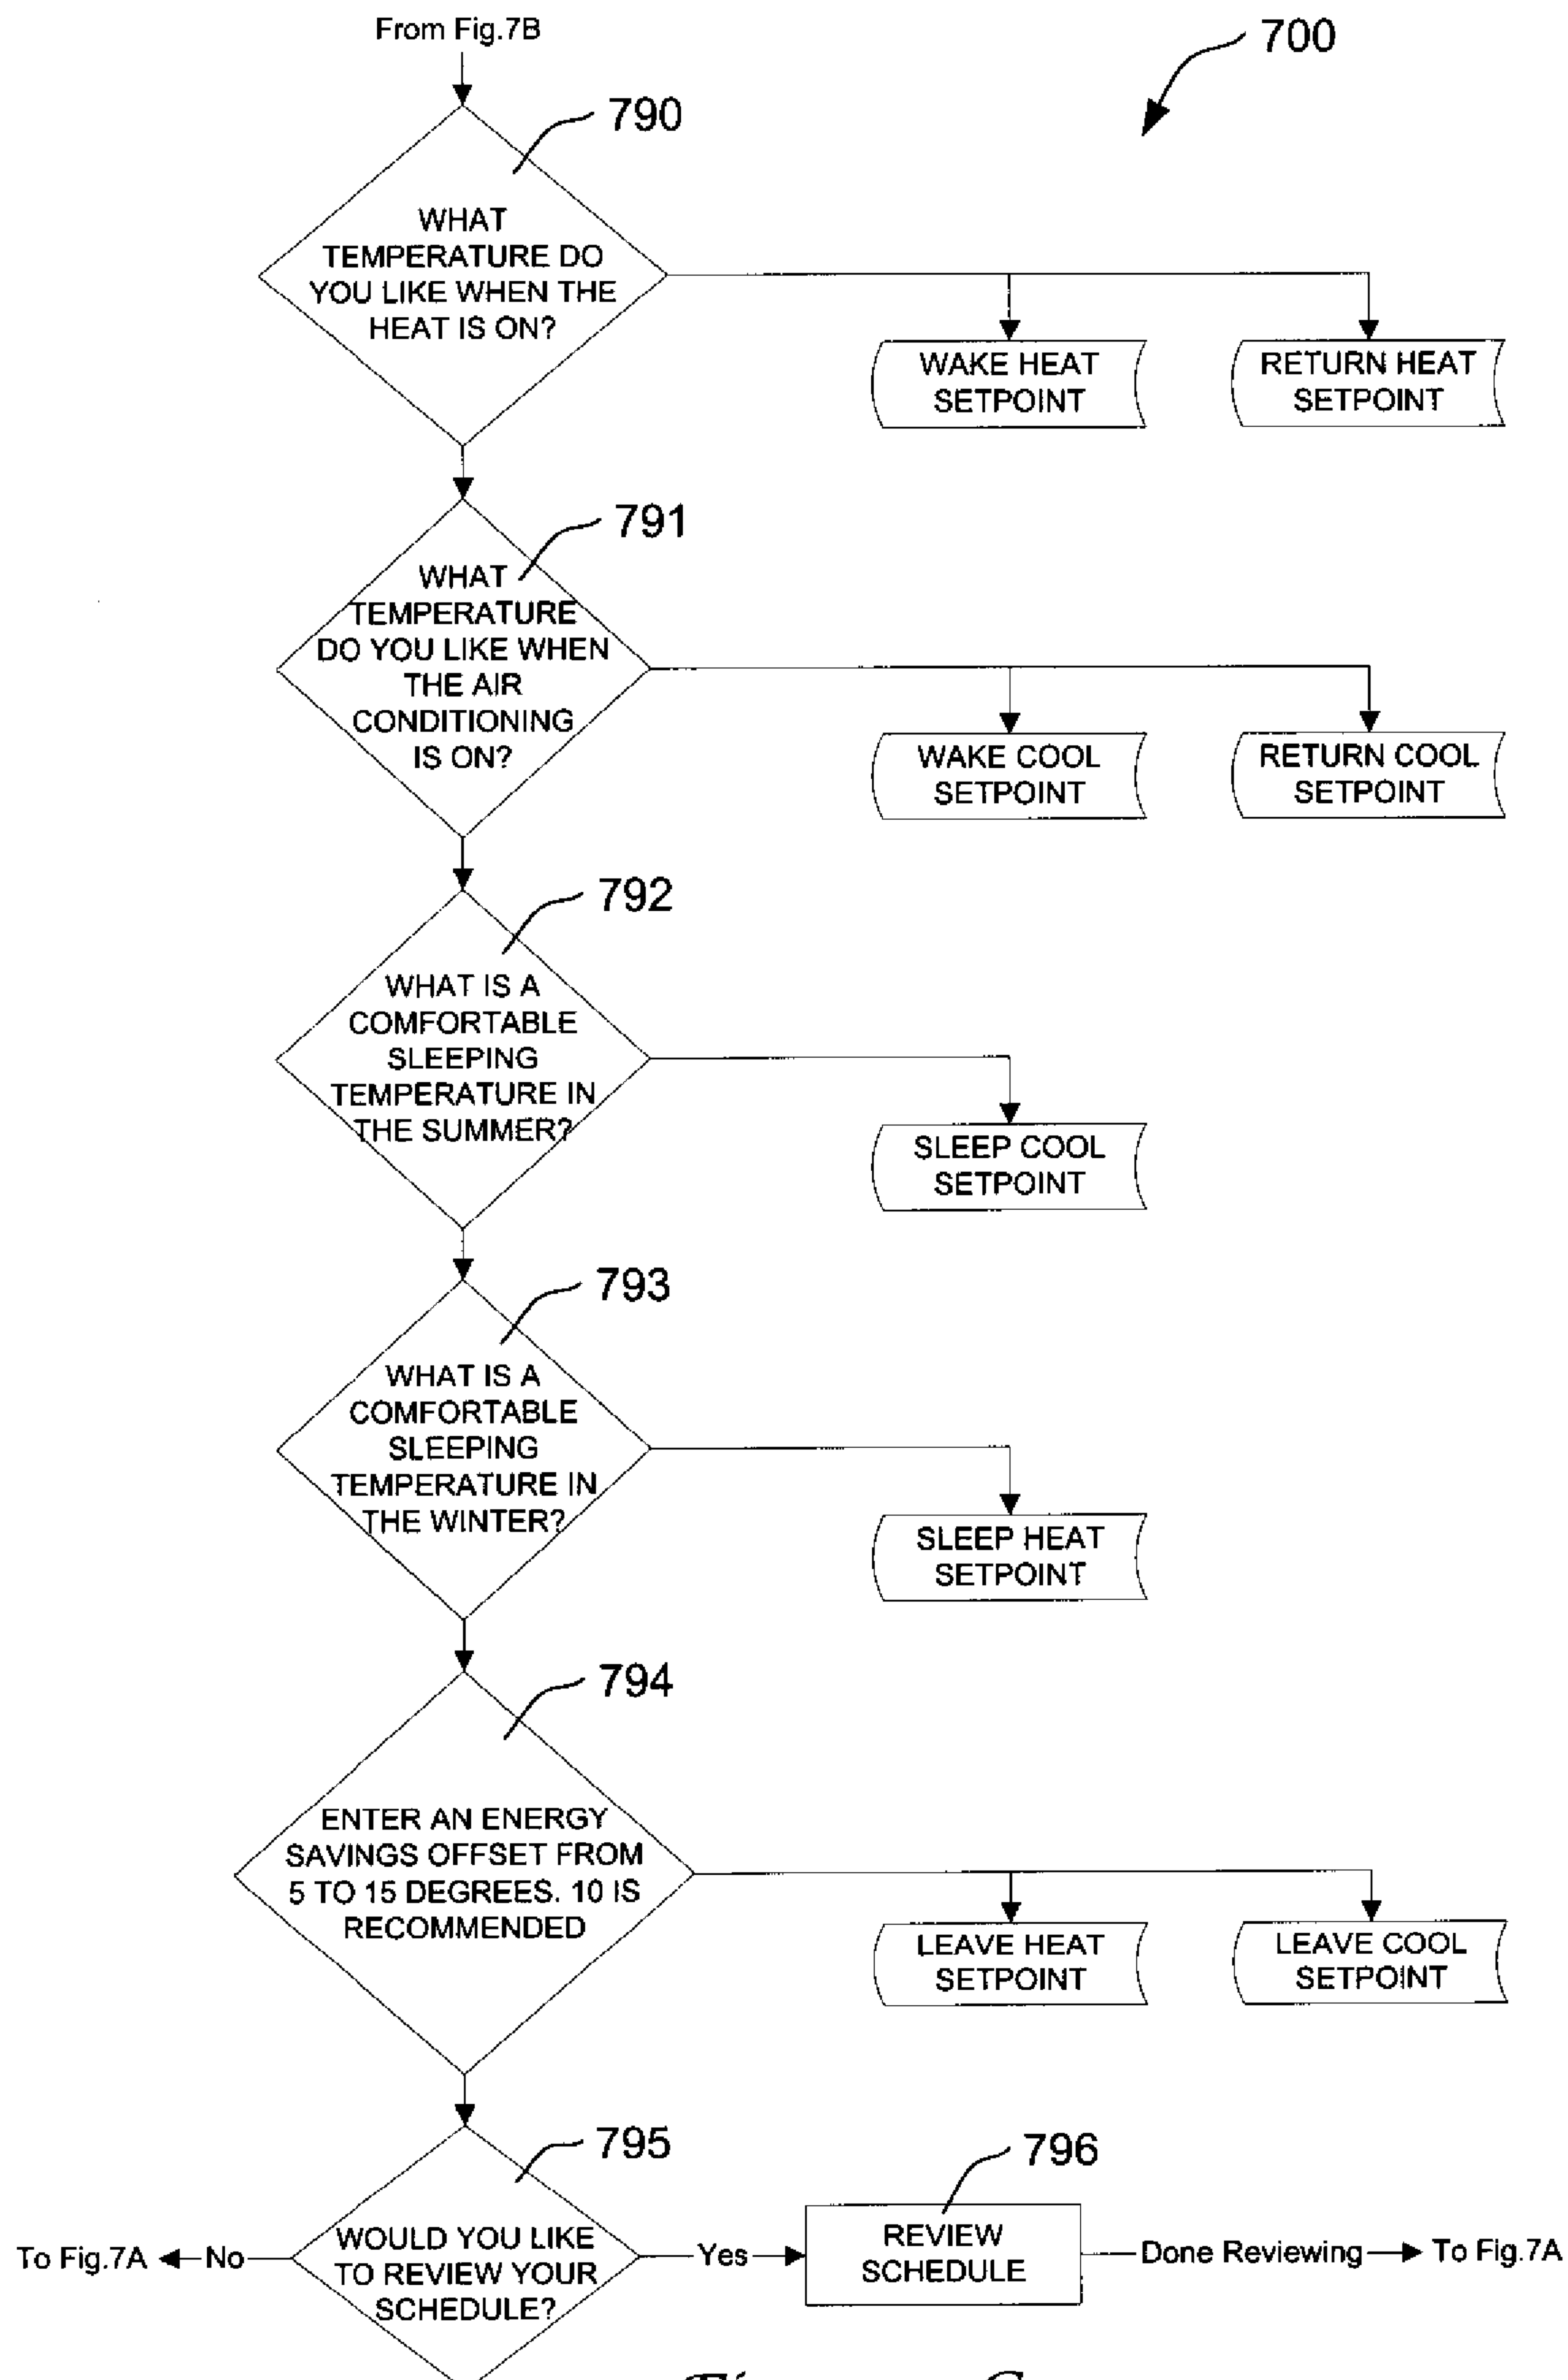 From Fig.7B
700
790
WHAT
TEMPERATURE DO
YOU LIKE WHEN THE
HEAT IS ON?
WAKE HEAT
SETPOINT
RETURN HEAT
SETPOINT
791
WHAT
TEMPERATURE
DO YOU LIKE WHEN
THE AIR
CONDITIONING
IS ON?
WAKE COOL
SETPOINT
RETURN COOL
SETPOINT
792
WHAT IS A
COMFORTABLE
SLEEPING
TEMPERATURE IN
THE SUMMER?
SLEEP COOL
SETPOINT
793
WHAT IS A
COMFORTABLE
SLEEPING
TEMPERATURE IN
THE WINTER?
SLEEP HEAT
SETPOINT
794
ENTER AN ENERGY
SAVINGS OFFSET FROM
5 TO 15 DEGREES. 10 IS
RECOMMENDED
LEAVE HEAT
SETPOINT
LEAVE COOL
SETPOINT
795
WOULD YOU LIKE
TO REVIEW YOUR
SCHEDULE?
To Fig.7A
No
Yes
796
REVIEW
SCHEDULE
Done Reviewing
To Fig.7A